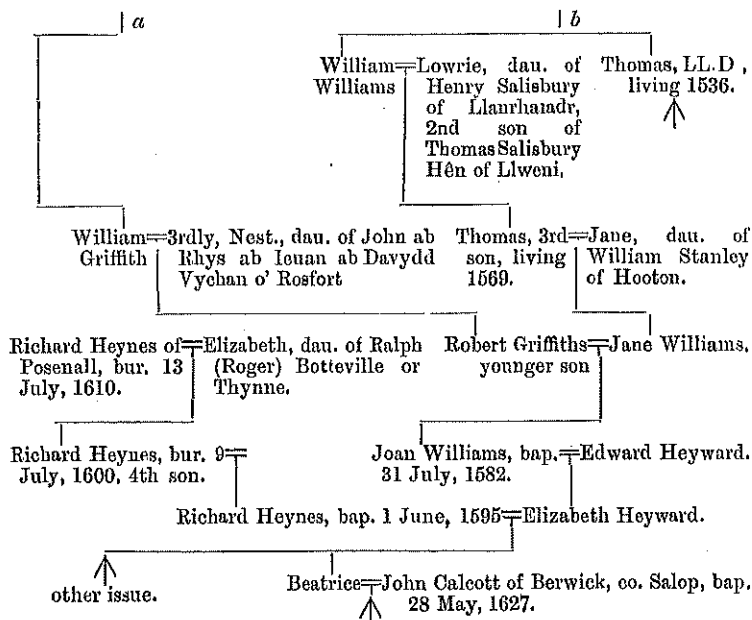 a
b
William Williams
Lowrie, dau. of
Henry Salisbury
of Llanrhaiadr,
2nd son of
Thomas Salisbury
Hên of Llweni.
Thomas, LL.D,
living 1536.
William Griffith
3rdly, Nest., dau. of John ab
Rhys ab Ieuan ab Davydd
Vychan o' Rosfort
Thomas, 3rd
son, living
1569.
Jane, dau. of
William Stanley
of Hooton.
Richard Heynes of
Posenall, bur. 13
July, 1610.
Elizabeth, dau. of Ralph
(Roger) Botteville or
Thynne.
Robert Griffiths
younger son
Jane Williams.
Richard Heynes, bur. 9
July, 1600, 4th son.
Joan Williams, bap.
31 July, 1582.
Edward Heyward.
Richard Heynes, bap. 1 June, 1595
Elizabeth Heyward.
other issue.
Beatrice
John Calcott of Berwick, co. Salop, bap.
28 May, 1627.